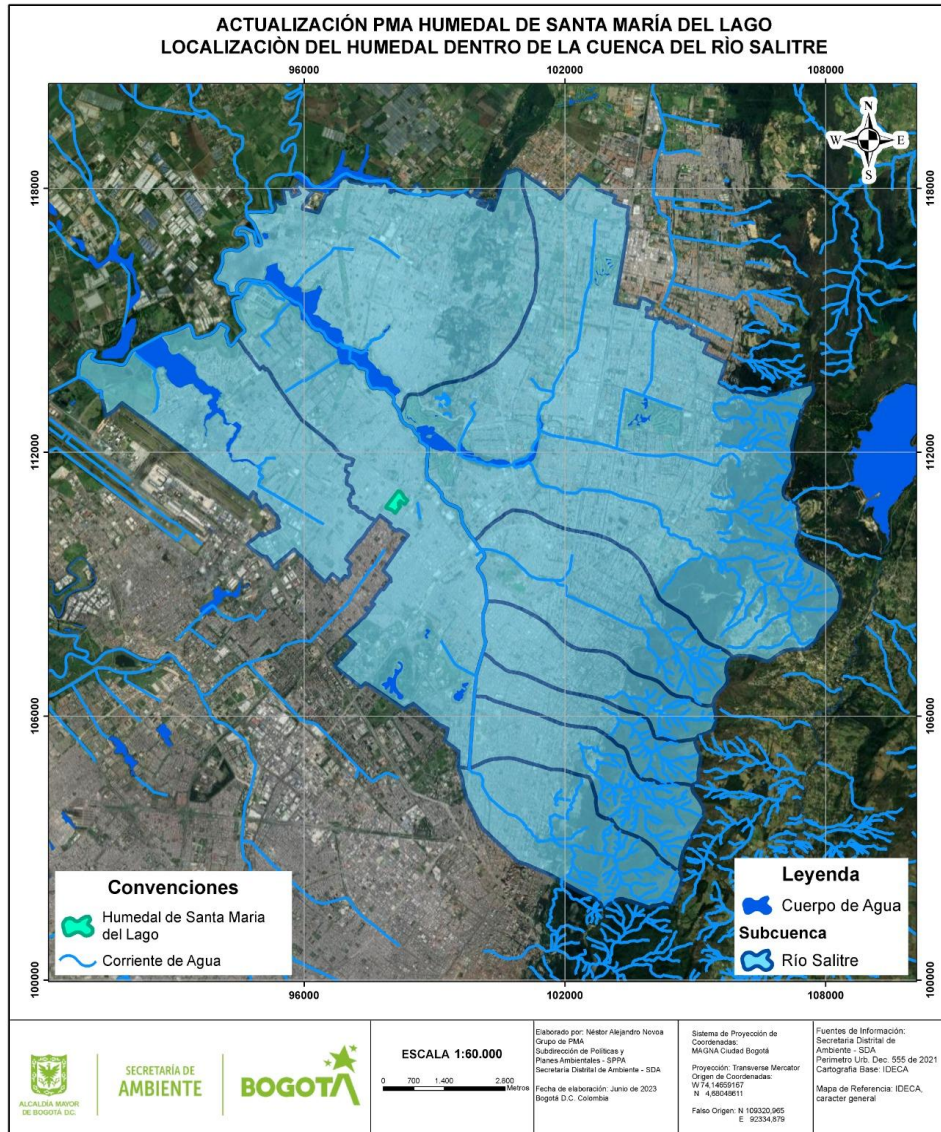 ACTUALIZACIÓN PMA HUMEDAL DE SANTA MARÍA DEL LAGO
LOCALIZACIÒN DEL HUMEDAL DENTRO DE LA CUENCA DEL RÌO SALITRE
96000
102000
108000
N
W
E
S
118000
118000
112000
112000
106000
106000
100000
100000
Convenciones
Humedal de Santa Maria
del Lago
Corriente de Agua
Leyenda
Cuerpo de Agua
Subcuenca
Río Salitre
96000
102000
108000
ALCALDÍA MAYOR
DE BOGOTÁ D.C.
SECRETARÍA DE
AMBIENTE
BOGOTÁ
ESCALA 1:60.000
0 700 1.400 2.800
Metros
Elaborado por: Néstor Alejandro Novoa
Grupo de PMA
Subdirección de Políticas y
Planes Ambientales - SPPA
Secretaria Distrital de Ambiente - SDA
Fecha de elaboración: Junio de 2023
Bogotá D.C. Colombia
Sistema de Proyección de
Coordenadas:
MAGNA Ciudad Bogotá
Proyección: Transverse Mercator
Origen de Coordenadas:
W 74,14659167
N 4,68048611
Falso Origen: N 109320,965
E 92334,879
Fuentes de Información:
Secretaria Distrital de
Ambiente - SDA
Perimetro Urb. Dec. 555 de 2021
Cartografía Base: IDECA
Mapa de Referencia: IDECA,
caracter general